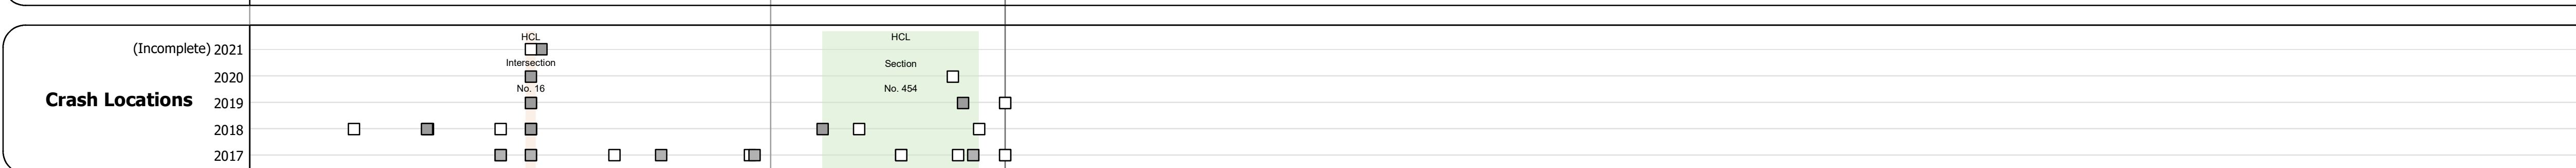 HCL
HCL
(Incomplete) 2021
Intersection
Section
2020
No. 16
No. 454
Crash Locations
2019
2018
2017